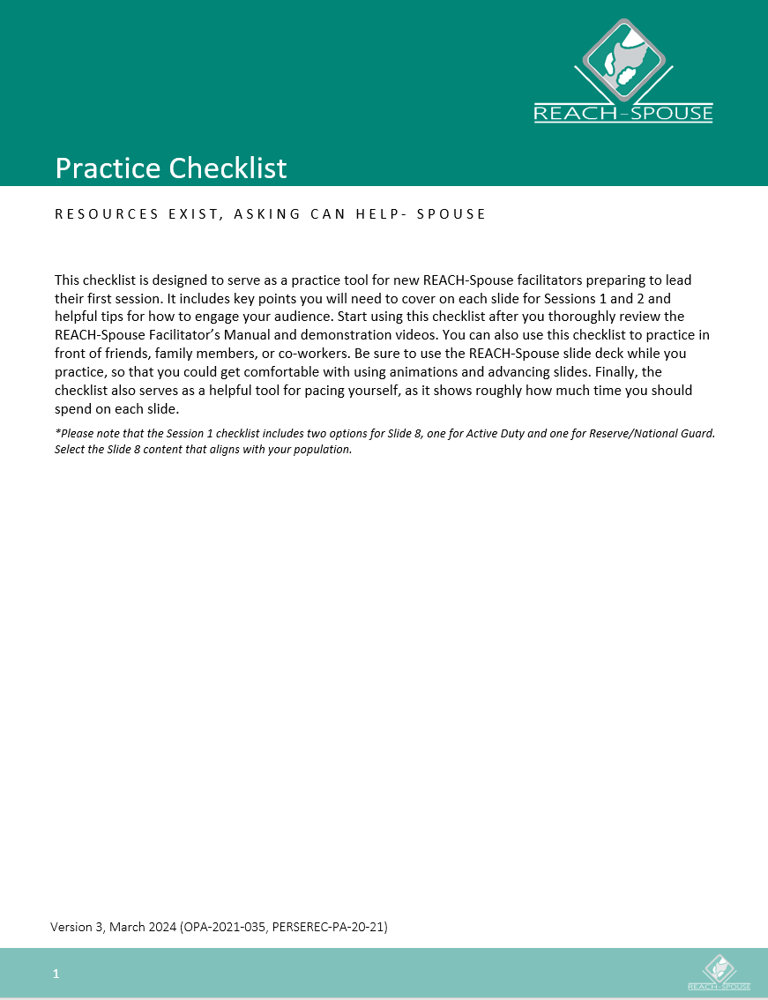 REACH-SPOUSE
Practice Checklist
RESOURCES EXIST, ASKING CAN HELP- SPOUSE
This checklist is designed to serve as a practice tool for new REACH-Spouse facilitators preparing to lead
their first session. It includes key points you will need to cover on each slide for Sessions 1 and 2 and
helpful tips for how to engage your audience. Start using this checklist after you thoroughly review the
REACH-Spouse Facilitator’s Manual and demonstration videos. You can also use this checklist to practice in
front of friends, family members, or co-workers. Be sure to use the REACH-Spouse slide deck while you
practice, so that you could get comfortable with using animations and advancing slides. Finally, the
checklist also serves as a helpful tool for pacing yourself, as it shows roughly how much time you should
spend on each slide.
*Please note that the Session 1 checklist includes two options for Slide 8, one for Active Duty and one for Reserve/National Guard.
Select the Slide 8 content that aligns with your population.
Version 3, March 2024 (OPA-2021-035, PERSEREC-PA-20-21)
1
REACH-SPOUSE